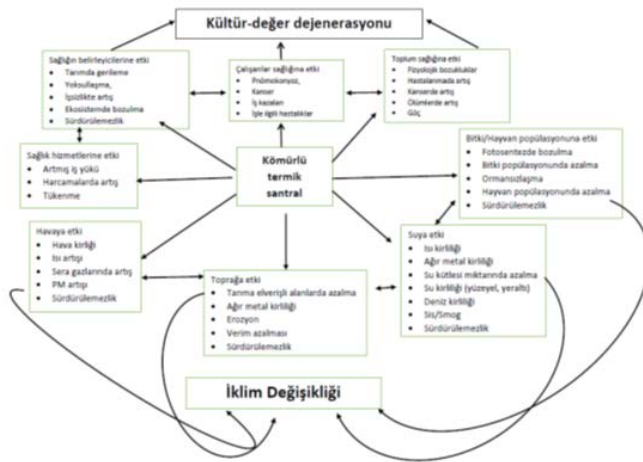 Kültür-değer dejenerasyonu
Sağlığın belirleyicilerine etki
Tarımda gerileme
Yoksullaşma,
İşsizlikte artış
Ekosistemde bozulma
Sürdürülemezlik
Çalışanlar sağlığına etki
Pnömokonyoz,
Kanser
İş kazaları
İşle ilgili hastalıklar
Toplum sağlığına etki
Fizyolojik bozukluklar
Hastalanmada artış
Kanserde artış
Ölümlerde artış
Göç
Sağlık hizmetlerine etki
Artmış iş yükü
Harcamalarda artış
Tükenme
Kömürlü
termik
santral
Bitki/Hayvan popülasyonuna etki
Fotosentezde bozulma
Bitki popülasyonunda azalma
Ormansızlaşma
Hayvan popülasyonunda azalma
Sürdürülemezlik
Havaya etki
Hava kirliği
Isı artışı
Sera gazlarında artış
PM artışı
Sürdürülemezlik
Toprağa etki
Tarıma elverişli alanlarda azalma
Ağır metal kirliliği
Erozyon
Verim azalması
Sürdürülemezlik
Suya etki
Isı kirliliği
Ağır metal kirliliği
Su kütlesi miktarında azalma
Su kirliliği (yüzeyel, yeraltı)
Deniz kirliliği
Sis/Smog
Sürdürülemezlik
İklim Değişikliği